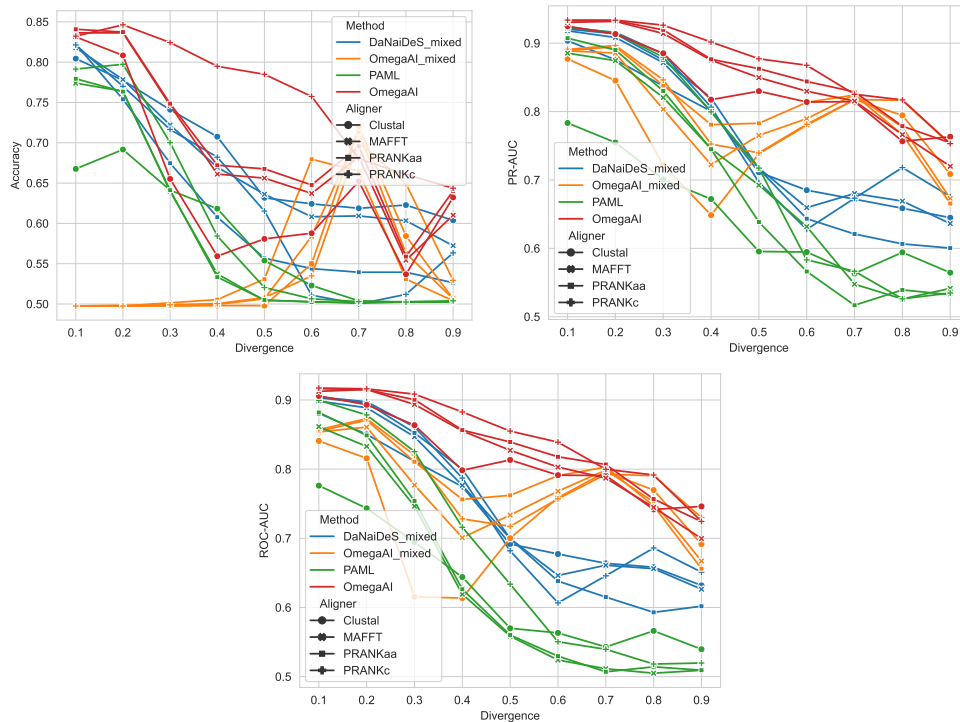 0.85
0.80
0.75
0.70
0.65
0.60
0.55
0.50
Accuracy
0.1 0.2 0.3 0.4 0.5 0.6 0.7 0.8 0.9
Divergence
Method
DaNaiDeS_mixed
OmegaAI_mixed
PAML
OmegaAI
Aligner
Clustal
MAFFT
PRANKaa
PRANKc
0.9
0.8
0.7
0.6
0.5
PR-AUC
0.1 0.2 0.3 0.4 0.5 0.6 0.7 0.8 0.9
Divergence
Method
DaNaiDeS_mixed
OmegaAI_mixed
PAML
OmegaAI
Aligner
Clustal
MAFFT
PRANKaa
PRANKc
0.9
0.8
0.7
0.6
0.5
ROC-AUC
0.1 0.2 0.3 0.4 0.5 0.6 0.7 0.8 0.9
Divergence
Method
DaNaiDeS_mixed
OmegaAI_mixed
PAML
OmegaAI
Aligner
Clustal
MAFFT
PRANKaa
PRANKc